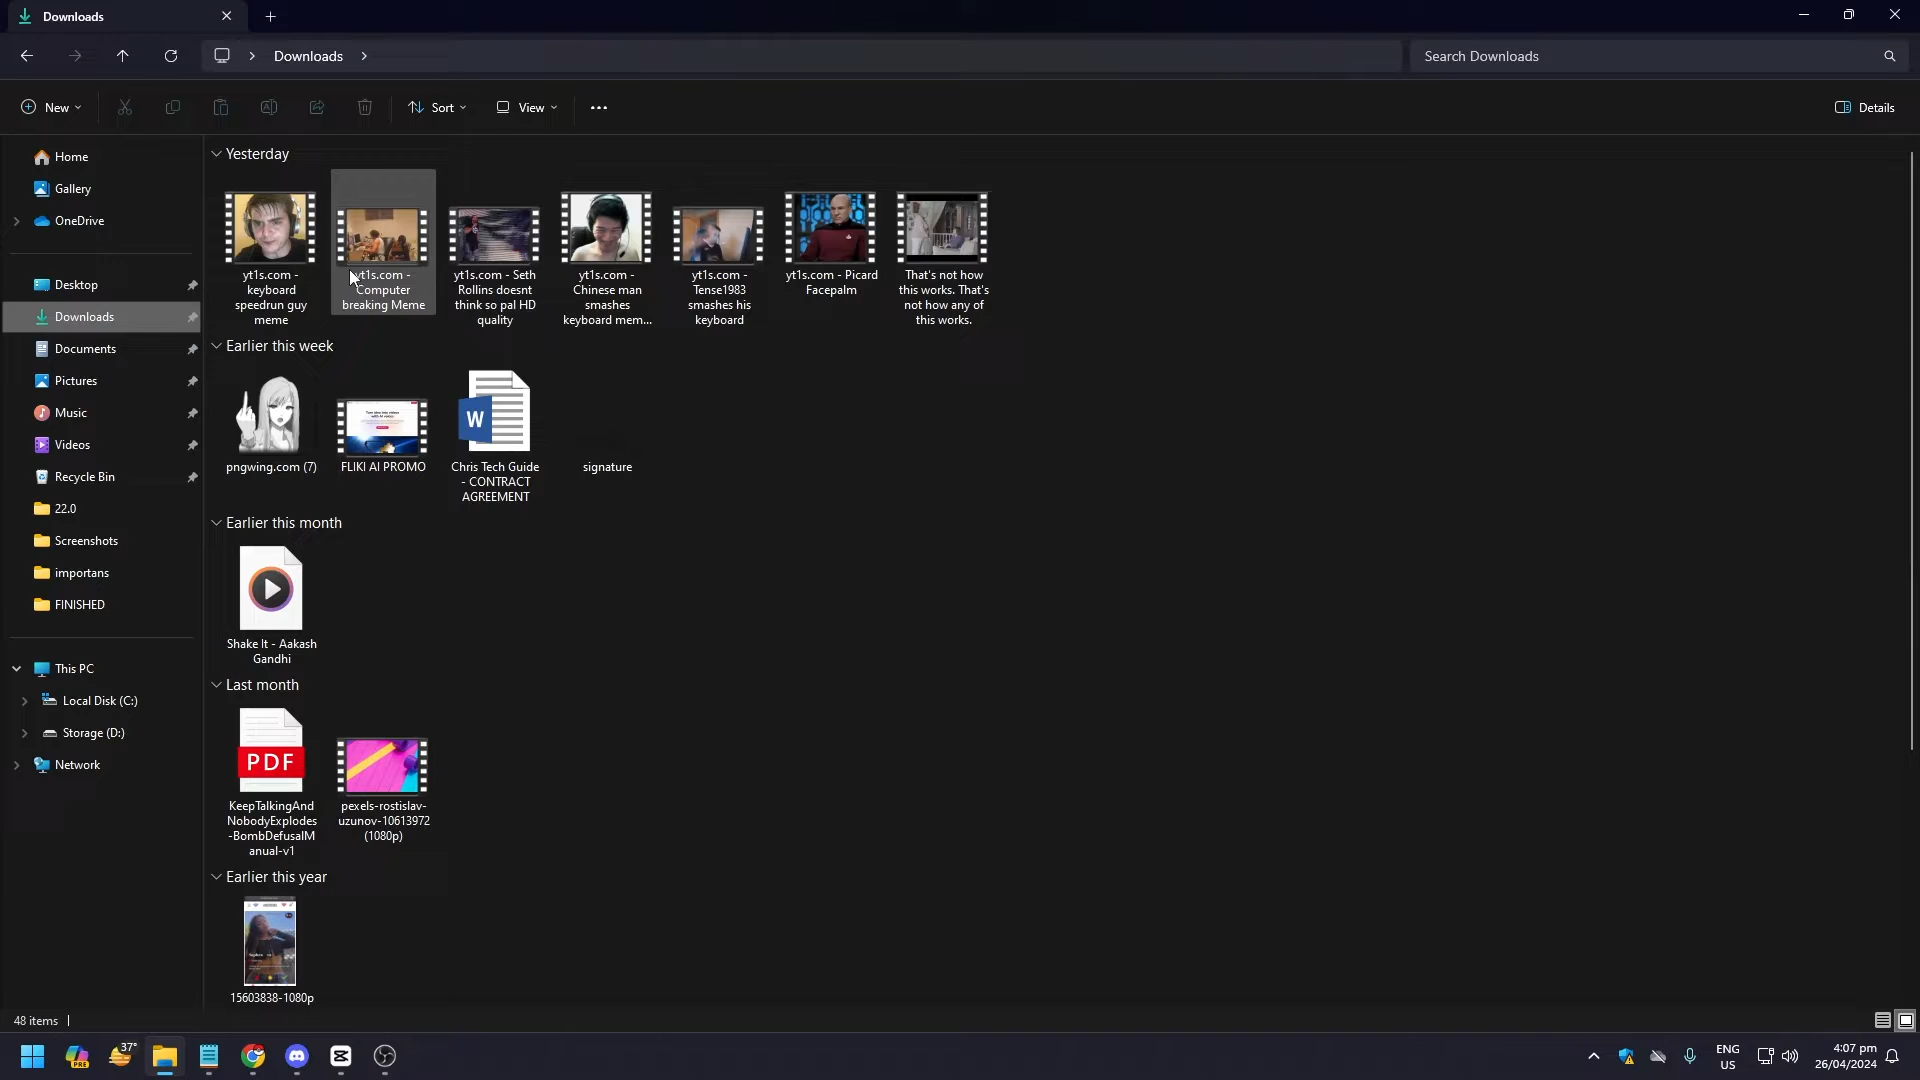 Downloads
Downloads
Search Downloads
New
Sort
View
Details
Home
Gallery
OneDrive
Desktop
Downloads
Documents
Pictures
Music
Videos
Recycle Bin
22.0
Screenshots
importans
FINISHED
This PC
Local Disk (C:)
Storage (D:)
Network
Yesterday
yt1s.com -
keyboard
speedrun guy
meme
yt1s.com -
Computer
breaking Meme
yt1s.com - Seth
Rollins doesnt
think so pal HD
quality
yt1s.com -
Chinese man
smashes
keyboard mem...
yt1s.com -
Tense1983
smashes his
keyboard
yt1s.com - Picard
Facepalm
That's not how
this works. That's
not how any of
this works.
Earlier this week
pngwing.com (7)
FLIKI AI PROMO
W
Chris Tech Guide
- CONTRACT
AGREEMENT
signature
Earlier this month
Shake It - Aakash
Gandhi
Last month
PDF
KeepTalkingAnd
NobodyExplodes
-BombDefusalM
anual-v1
pexels-rostislav-
uzunov-10613972
(1080p)
Earlier this year
15603838-1080p
48 items
PRE
37°
ENG
US
4:07 pm
26/04/2024